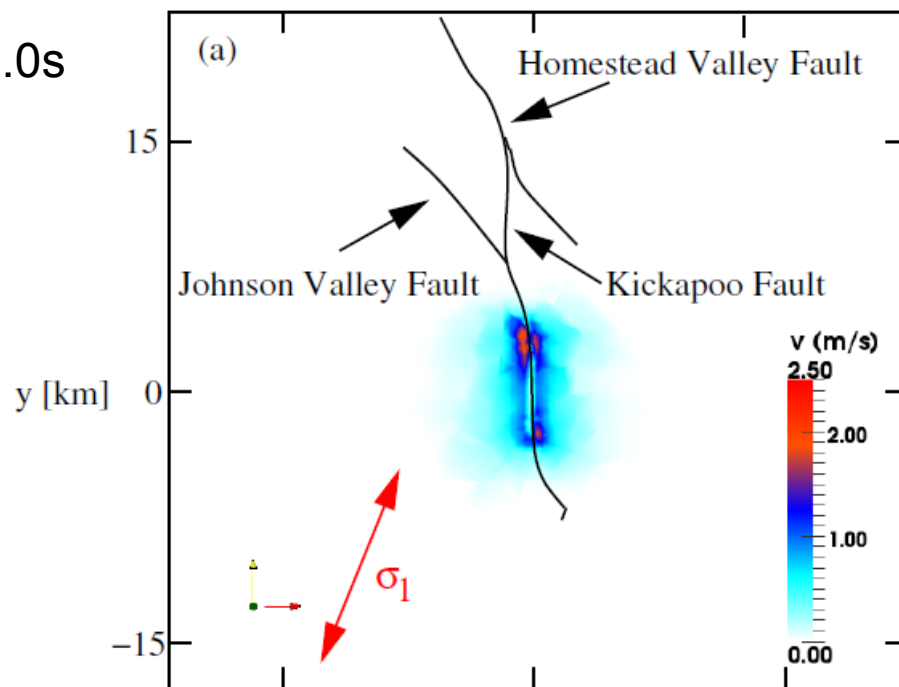 .0s
(a)
Homestead Valley Fault
15
Johnson Valley Fault
Kickapoo Fault
v (m/s)
2.50
y [km]
0
2.00
1.00
σ1
−15
0.00